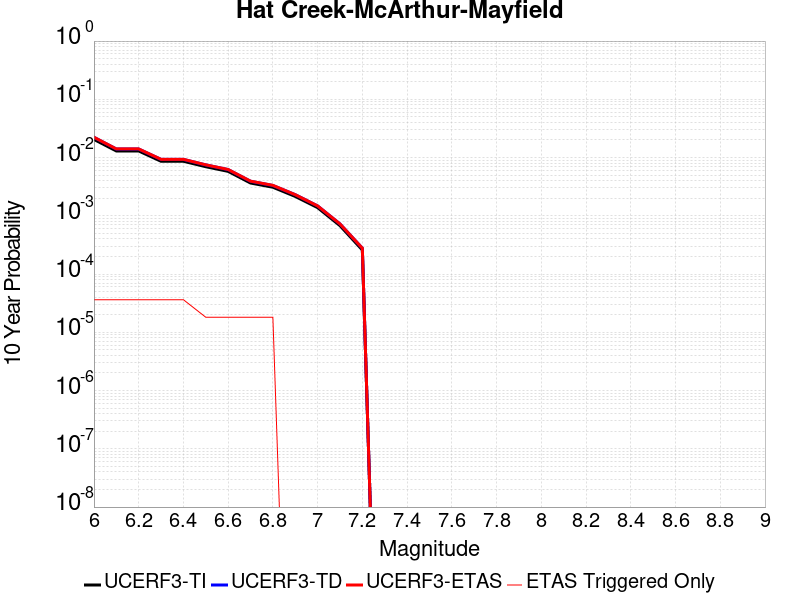 Hat Creek-McArthur-Mayfield
10^0
10^-1
10^-2
10^-3
10^-4
10^-5
10^-6
10^-7
10^-8
10 Year Probability
6 6.2 6.4 6.6 6.8 7 7.2 7.4 7.6 7.8 8 8.2 8.4 8.6 8.8 9
Magnitude
UCERF3-TI UCERF3-TD UCERF3-ETAS ETAS Triggered Only